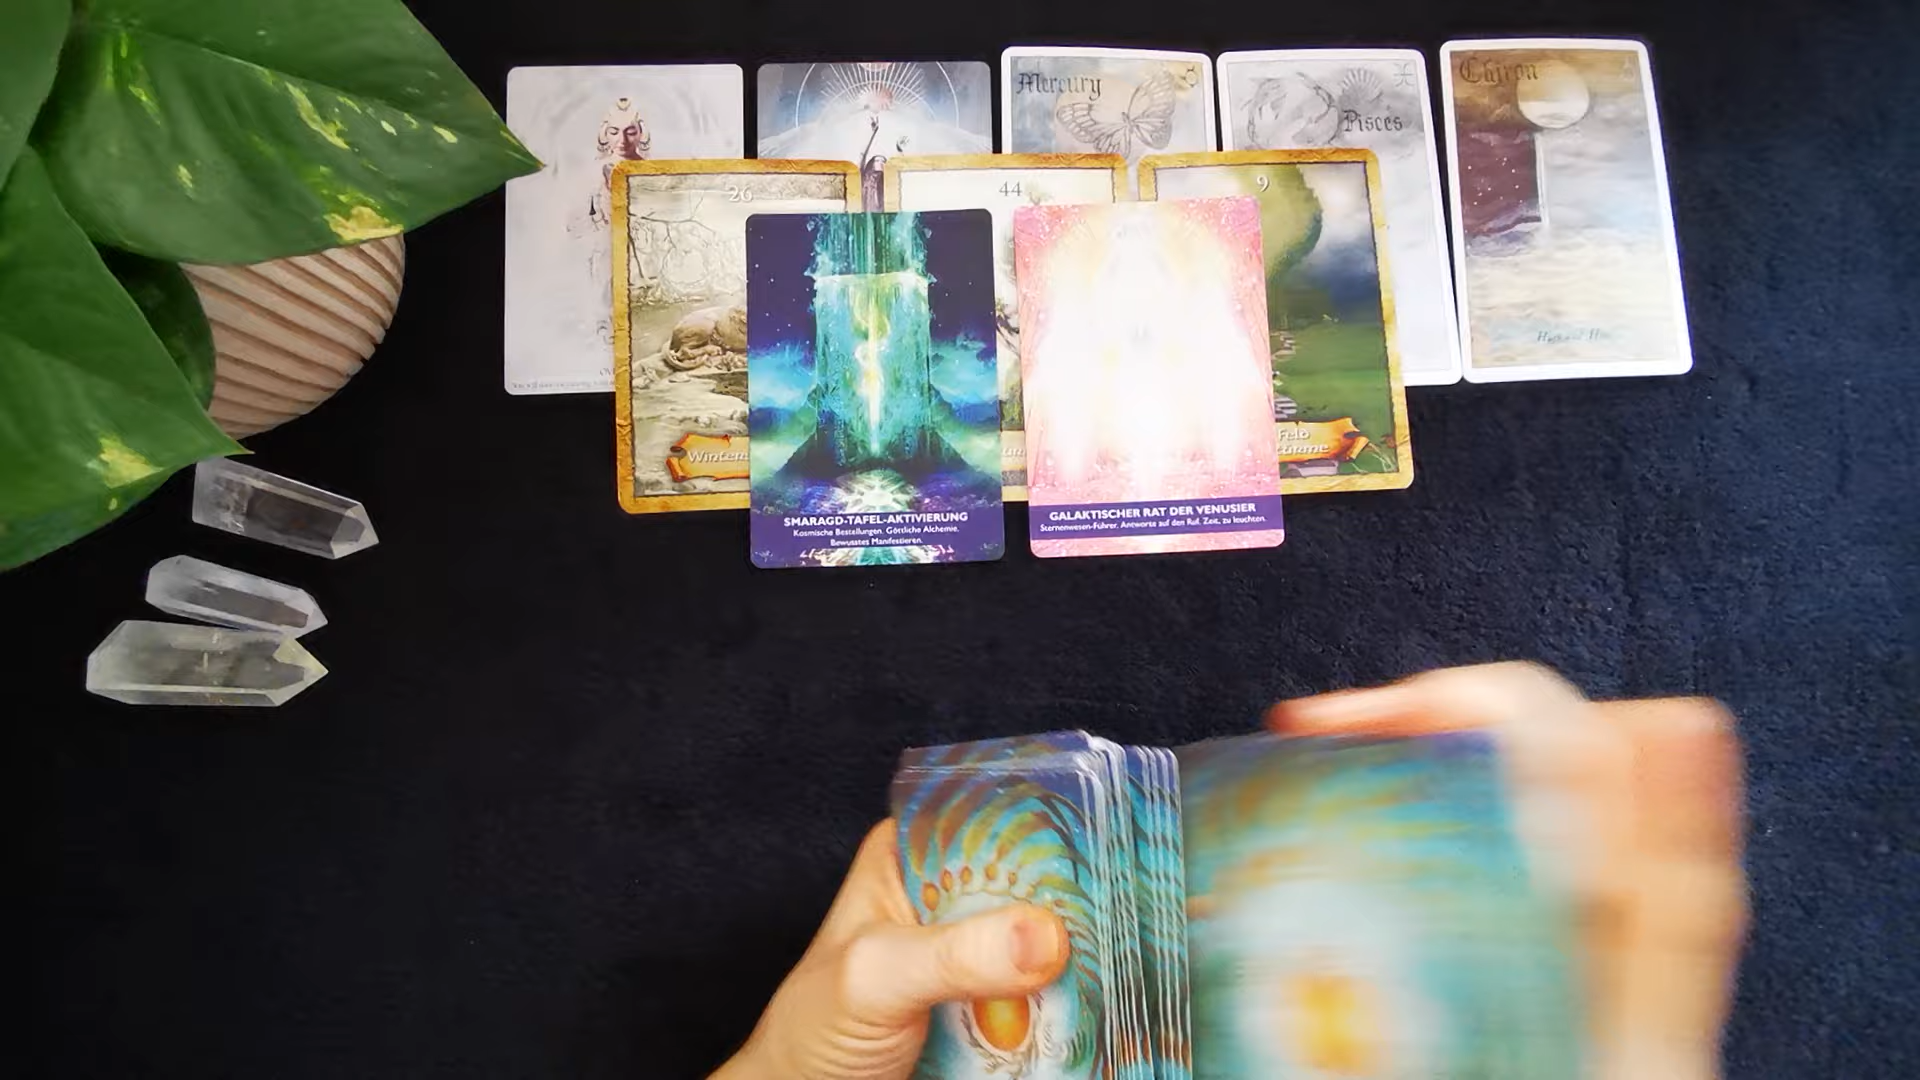 Mercury
Pisces
Chiron
26
44
9
Feld
SMARAGD-TAFEL-AKTIVIERUNG
Kosmische Bestellungen. Göttliche Alchemie.
Bewusstes Manifestieren.
GALAKTISCHER RAT DER VENUSIER
Sternenwesen-Führer. Antworte auf den Ruf. Zeit, zu leuchten.